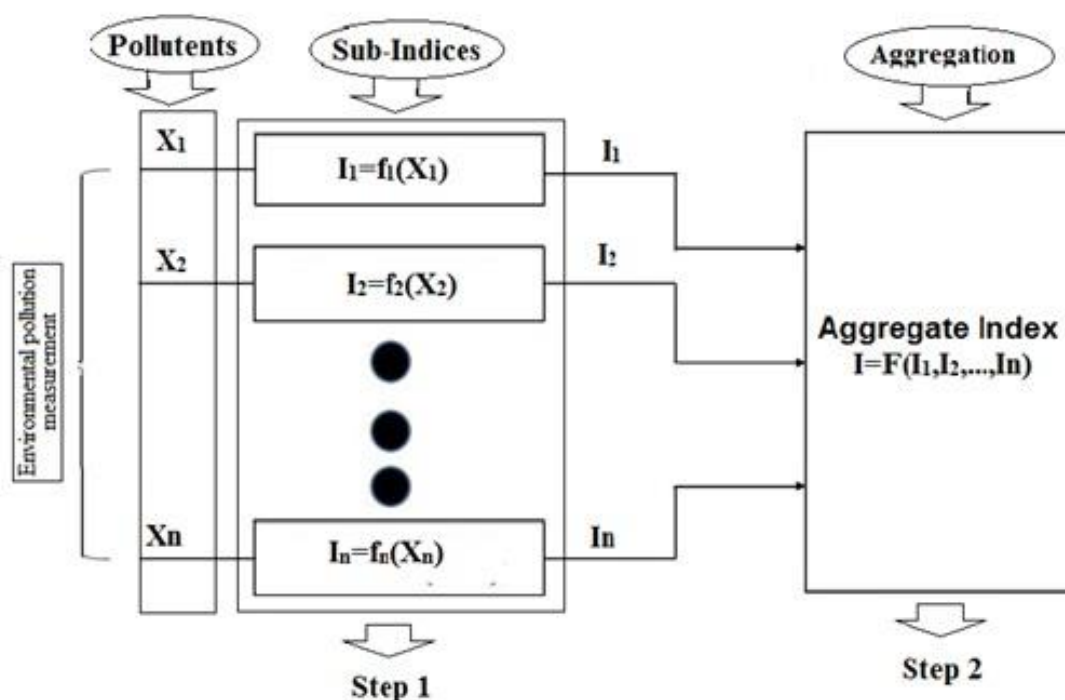 Pollutents
Sub-Indices
Aggregation
X₁
I₁=f₁(X₁)
I₁
X₂
I₂=f₂(X₂)
I₂
Environmental pollution
measurement
Aggregate Index
I=F(I₁,I₂,...,In)
Xn
Iₙ=fₙ(Xₙ)
In
Step 1
Step 2